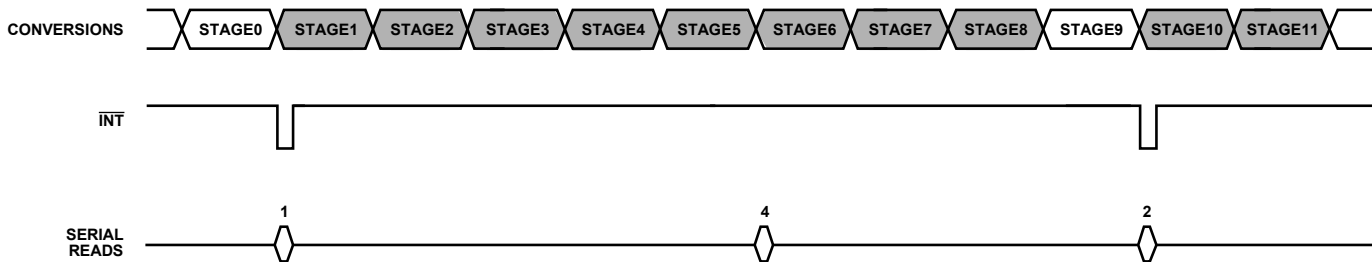 CONVERSIONS STAGE0 STAGE1 STAGE2 STAGE3 STAGE4 STAGE5 STAGE6 STAGE7 STAGE8 STAGE9 STAGE10 STAGE11
INT
1 4 2
SERIAL
READS